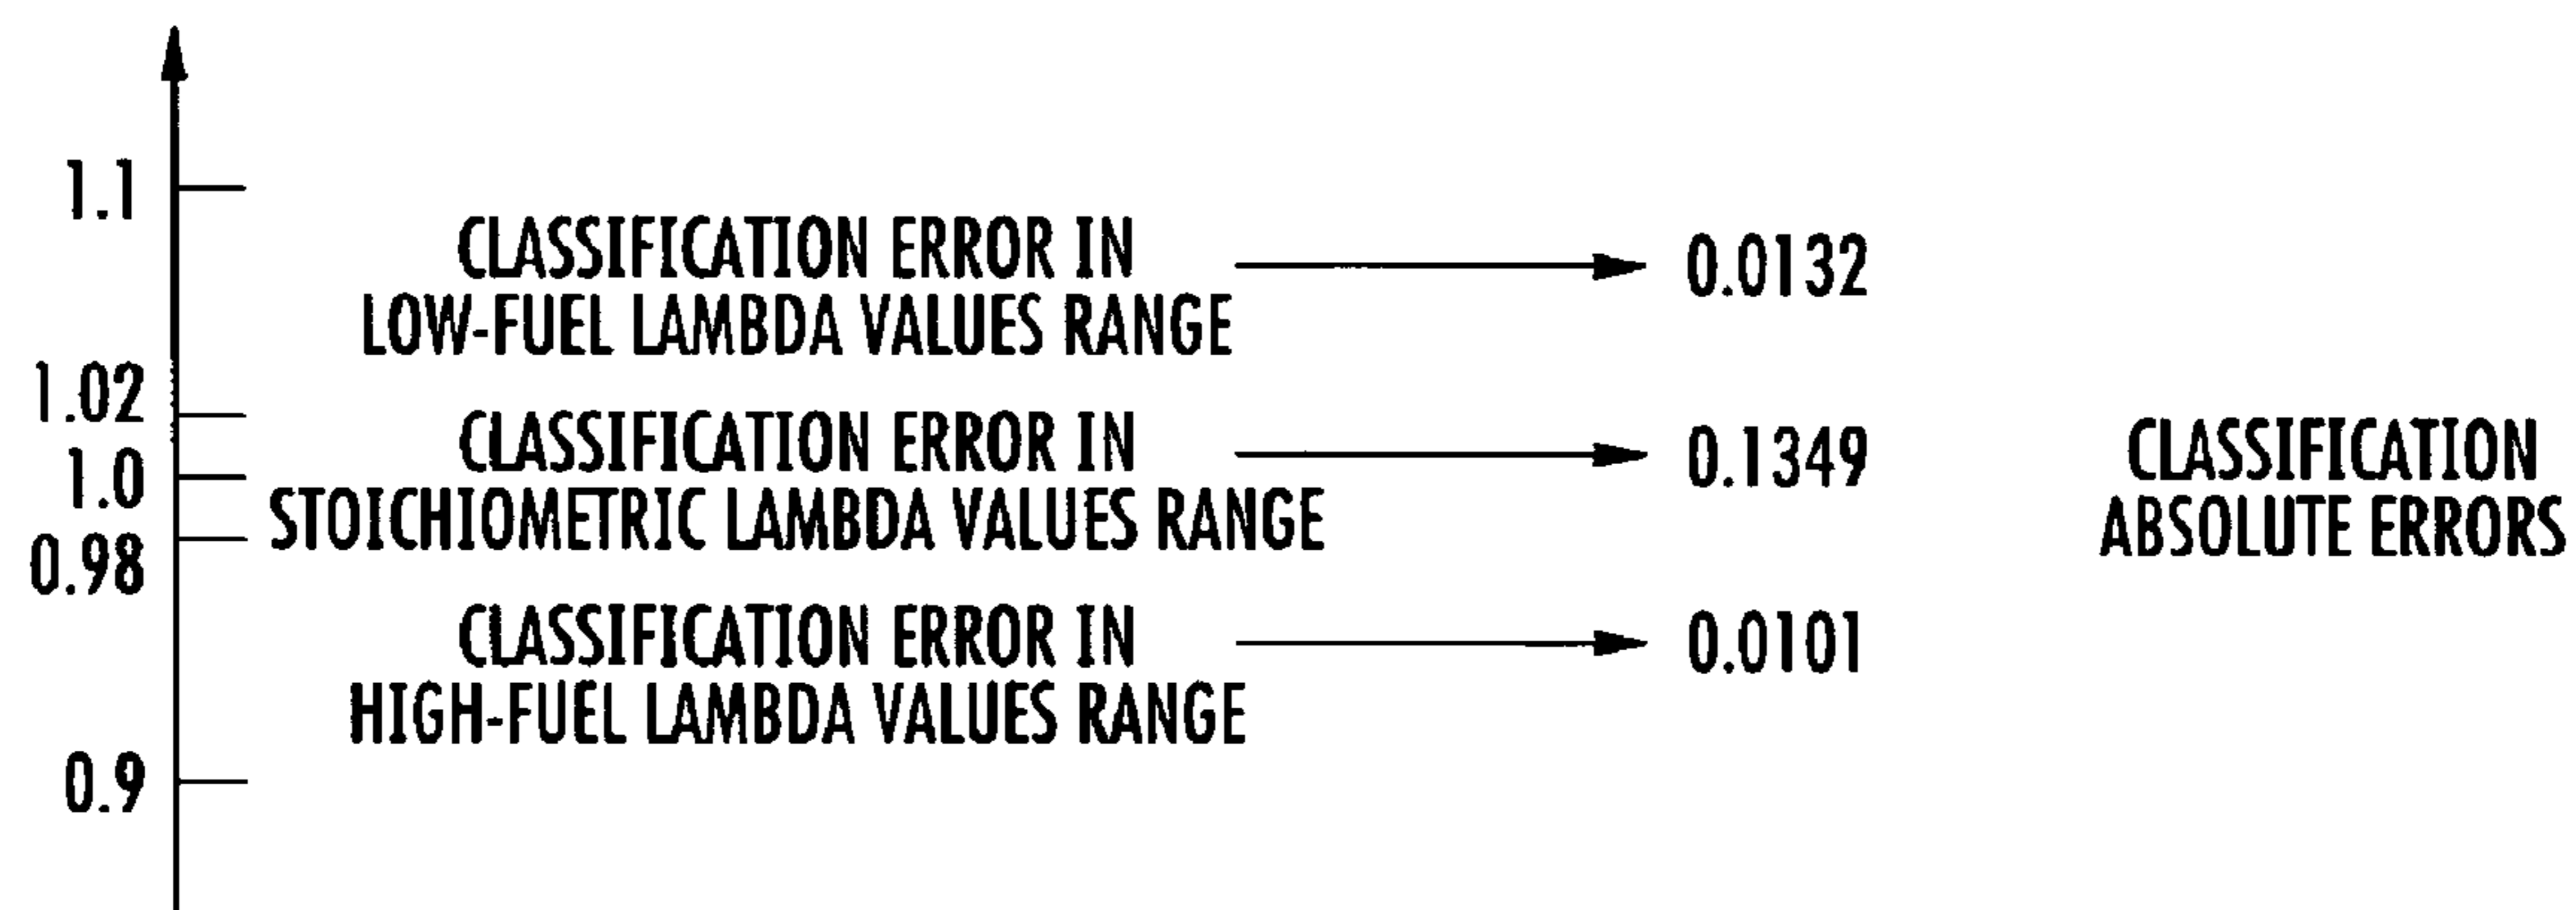 1.1
CLASSIFICATION ERROR IN
LOW-FUEL LAMBDA VALUES RANGE
0.0132
1.02
1.0
0.98
CLASSIFICATION ERROR IN
STOICHIOMETRIC LAMBDA VALUES RANGE
0.1349
CLASSIFICATION
ABSOLUTE ERRORS
CLASSIFICATION ERROR IN
HIGH-FUEL LAMBDA VALUES RANGE
0.0101
0.9